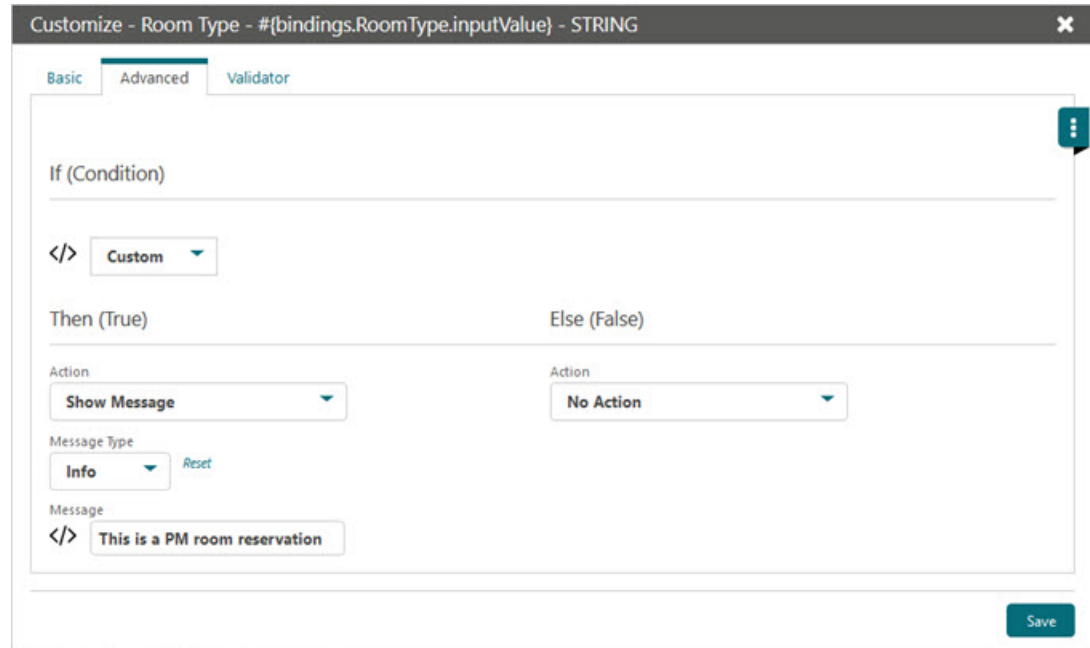 Customize - Room Type - #{bindings.RoomType.inputValue} - STRING
Basic Advanced Validator
If (Condition)
</> Custom
Then (True) Else (False)
Action Action
Show Message No Action
Message Type
Info Reset
Message
</> This is a PM room reservation
Save